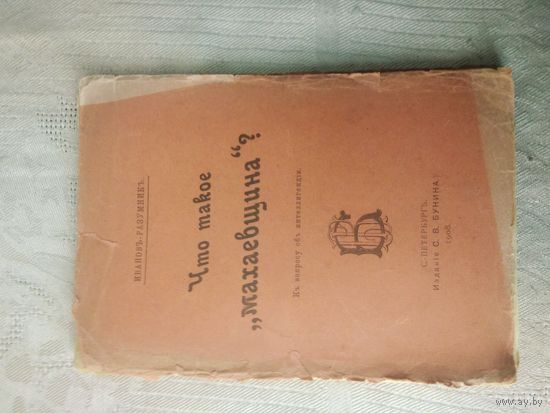 ИВАНОВЪ-РАЗУМНИКЪ.
Что такое
„махаевщина“?
Къ вопросу объ интеллигенціи.
С.-ПЕТЕРБУРГЪ.
Изданіе С. В. БУНИНА.
1908.
www.ay.by